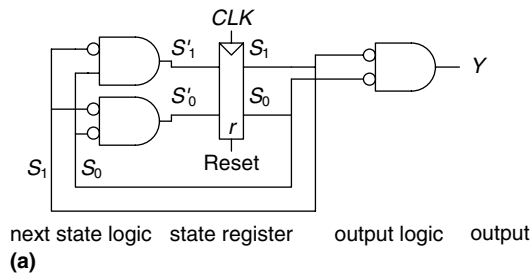 CLK
S'1 S1
Y
S'0 S0
r
Reset
S1 S0
next state logic state register output logic output
(a)